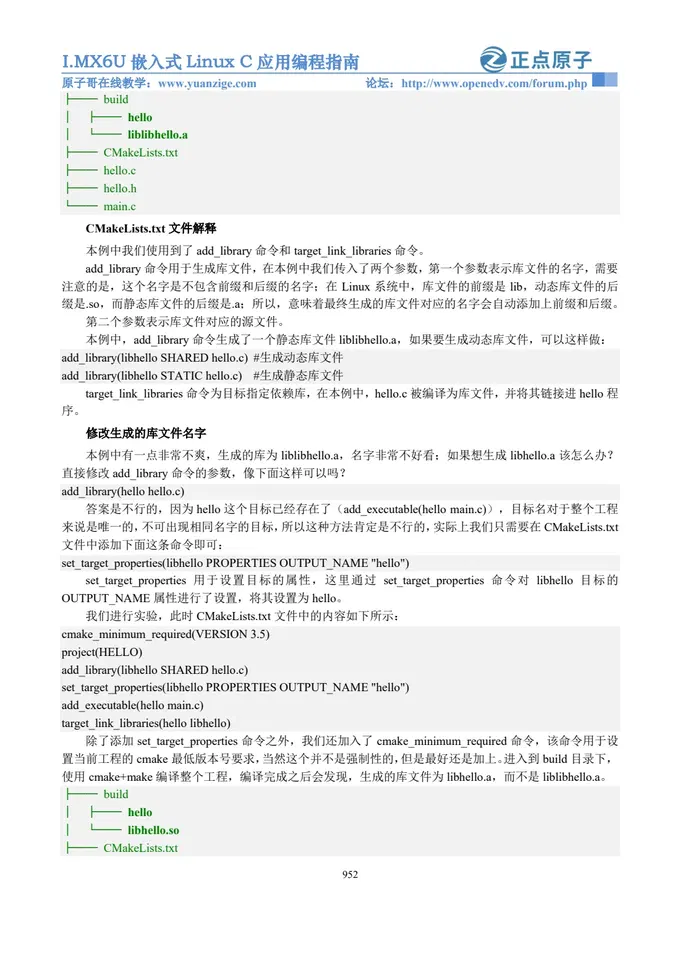 I.MX6U 嵌入式 Linux C 应用编程指南
正点原子
原子哥在线教学：www.yuanzige.com 论坛：http://www.openedv.com/forum.php
├── build
│ ├── hello
│ └── liblibhello.a
├── CMakeLists.txt
├── hello.c
├── hello.h
└── main.c
CMakeLists.txt 文件解释
本例中我们使用到了 add_library 命令和 target_link_libraries 命令。
add_library 命令用于生成库文件，在本例中我们传入了两个参数，第一个参数表示库文件的名字，需要
注意的是，这个名字是不包含前缀和后缀的名字；在 Linux 系统中，库文件的前缀是 lib，动态库文件的后
缀是.so，而静态库文件的后缀是.a；所以，意味着最终生成的库文件对应的名字会自动添加上前缀和后缀。
第二个参数表示库文件对应的源文件。
本例中，add_library 命令生成了一个静态库文件 liblibhello.a，如果要生成动态库文件，可以这样做：
add_library(libhello SHARED hello.c) #生成动态库文件
add_library(libhello STATIC hello.c) #生成静态库文件
target_link_libraries 命令为目标指定依赖库，在本例中，hello.c 被编译为库文件，并将其链接进 hello 程
序。
修改生成的库文件名字
本例中有一点非常不爽，生成的库为 liblibhello.a，名字非常不好看；如果想生成 libhello.a 该怎么办？
直接修改 add_library 命令的参数，像下面这样可以吗？
add_library(hello hello.c)
答案是不行的，因为 hello 这个目标已经存在了（add_executable(hello main.c)），目标名对于整个工程
来说是唯一的，不可出现相同名字的目标，所以这种方法肯定是不行的，实际上我们只需要在 CMakeLists.txt
文件中添加下面这条命令即可：
set_target_properties(libhello PROPERTIES OUTPUT_NAME "hello")
set_target_properties 用于设置目标的属性，这里通过 set_target_properties 命令对 libhello 目标的
OUTPUT_NAME 属性进行了设置，将其设置为 hello。
我们进行实验，此时 CMakeLists.txt 文件中的内容如下所示：
cmake_minimum_required(VERSION 3.5)
project(HELLO)
add_library(libhello SHARED hello.c)
set_target_properties(libhello PROPERTIES OUTPUT_NAME "hello")
add_executable(hello main.c)
target_link_libraries(hello libhello)
除了添加 set_target_properties 命令之外，我们还加入了 cmake_minimum_required 命令，该命令用于设
置当前工程的 cmake 最低版本号要求，当然这个并不是强制性的，但是最好还是加上。进入到 build 目录下，
使用 cmake+make 编译整个工程，编译完成之后会发现，生成的库文件为 libhello.a，而不是 liblibhello.a。
├── build
│ ├── hello
│ └── libhello.so
├── CMakeLists.txt
952